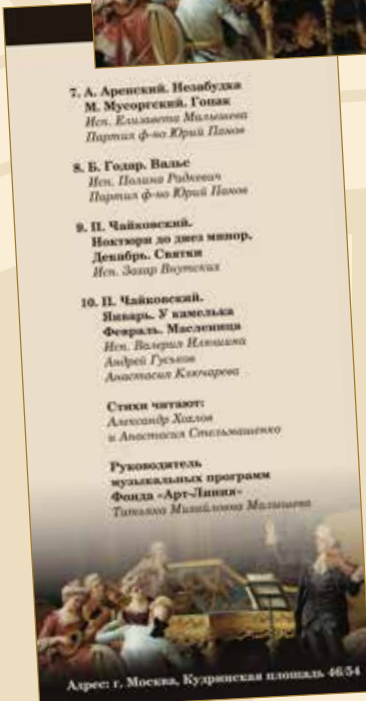 7. А. Аренский. Незабудка
М. Мусоргский. Гопак
Исп. Елизавета Малышева
Партия ф-но Юрий Панов
8. Б. Годар. Вальс
Исп. Полина Радкевич
Партия ф-но Юрий Панов
9. П. Чайковский.
Ноктюрн до диез минор,
Декабрь. Святки
Исп. Захар Внутских
10. П. Чайковский.
Январь. У камелька
Февраль. Масленица
Исп. Валерия Илюшина
Андрей Гуськов
Анастасия Ключарева
Стихи читают:
Александр Хохлов
и Анастасия Стельмашенко
Руководитель
музыкальных программ
Фонда «Арт-Линия»
Татьяна Михайловна Малышева
Адрес: г. Москва, Кудринская площадь 46/54